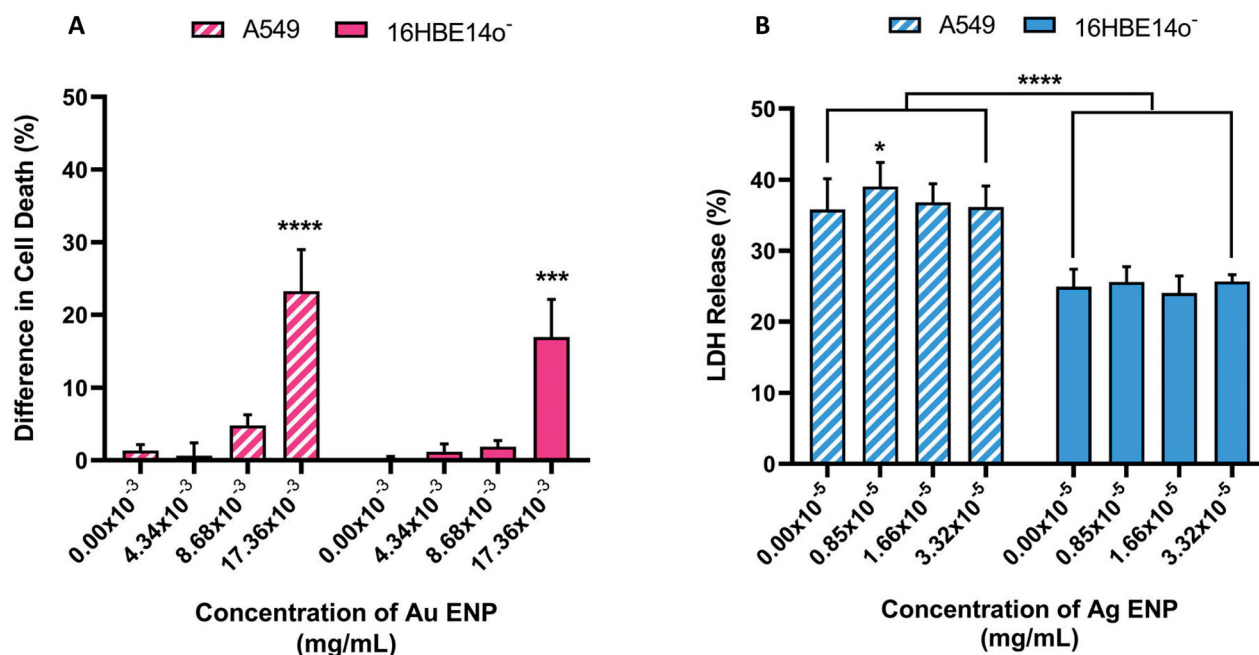 A
A549
16HBE14o⁻
Difference in Cell Death (%)
50
40
30
20
10
0
****
***
0.00x10⁻³
4.34x10⁻³
8.68x10⁻³
17.36x10⁻³
0.00x10⁻³
4.34x10⁻³
8.68x10⁻³
17.36x10⁻³
Concentration of Au ENP
(mg/mL)
B
A549
16HBE14o⁻
LDH Release (%)
50
40
30
20
10
0
****
*
0.00x10⁻⁵
0.85x10⁻⁵
1.66x10⁻⁵
3.32x10⁻⁵
0.00x10⁻⁵
0.85x10⁻⁵
1.66x10⁻⁵
3.32x10⁻⁵
Concentration of Ag ENP
(mg/mL)